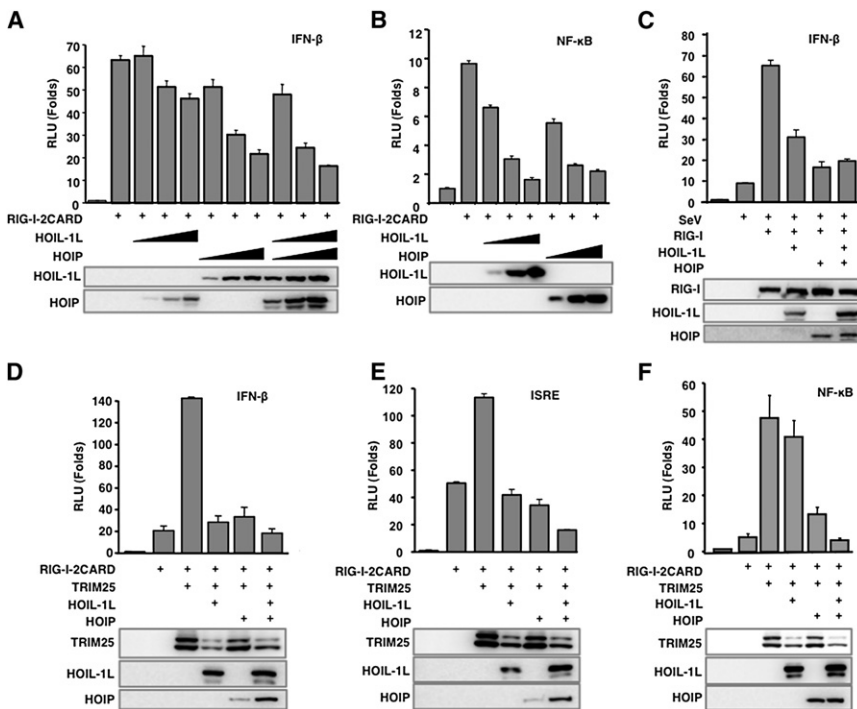 A
IFN-β
RLU (Folds)
70
60
50
40
30
20
10
0
RIG-I-2CARD + + + + + + + + + +
HOIL-1L
HOIP
HOIL-1L
HOIP
B
NF-κB
RLU (Folds)
12
10
8
6
4
2
0
RIG-I-2CARD + + + + + + +
HOIL-1L
HOIP
HOIL-1L
HOIP
C
IFN-β
RLU (Folds)
80
70
60
50
40
30
20
10
0
SeV + + + + +
RIG-I + + + +
HOIL-1L + +
HOIP + +
RIG-I
HOIL-1L
HOIP
D
IFN-β
RLU (Folds)
140
120
100
80
60
40
20
0
RIG-I-2CARD + + + + +
TRIM25 + + + +
HOIL-1L + +
HOIP + +
TRIM25
HOIL-1L
HOIP
E
ISRE
RLU (Folds)
120
100
80
60
40
20
0
RIG-I-2CARD + + + + +
TRIM25 + + + +
HOIL-1L + +
HOIP + +
TRIM25
HOIL-1L
HOIP
F
NF-κB
RLU (Folds)
60
50
40
30
20
10
0
RIG-I-2CARD + + + + +
TRIM25 + + + +
HOIL-1L + +
HOIP + +
TRIM25
HOIL-1L
HOIP